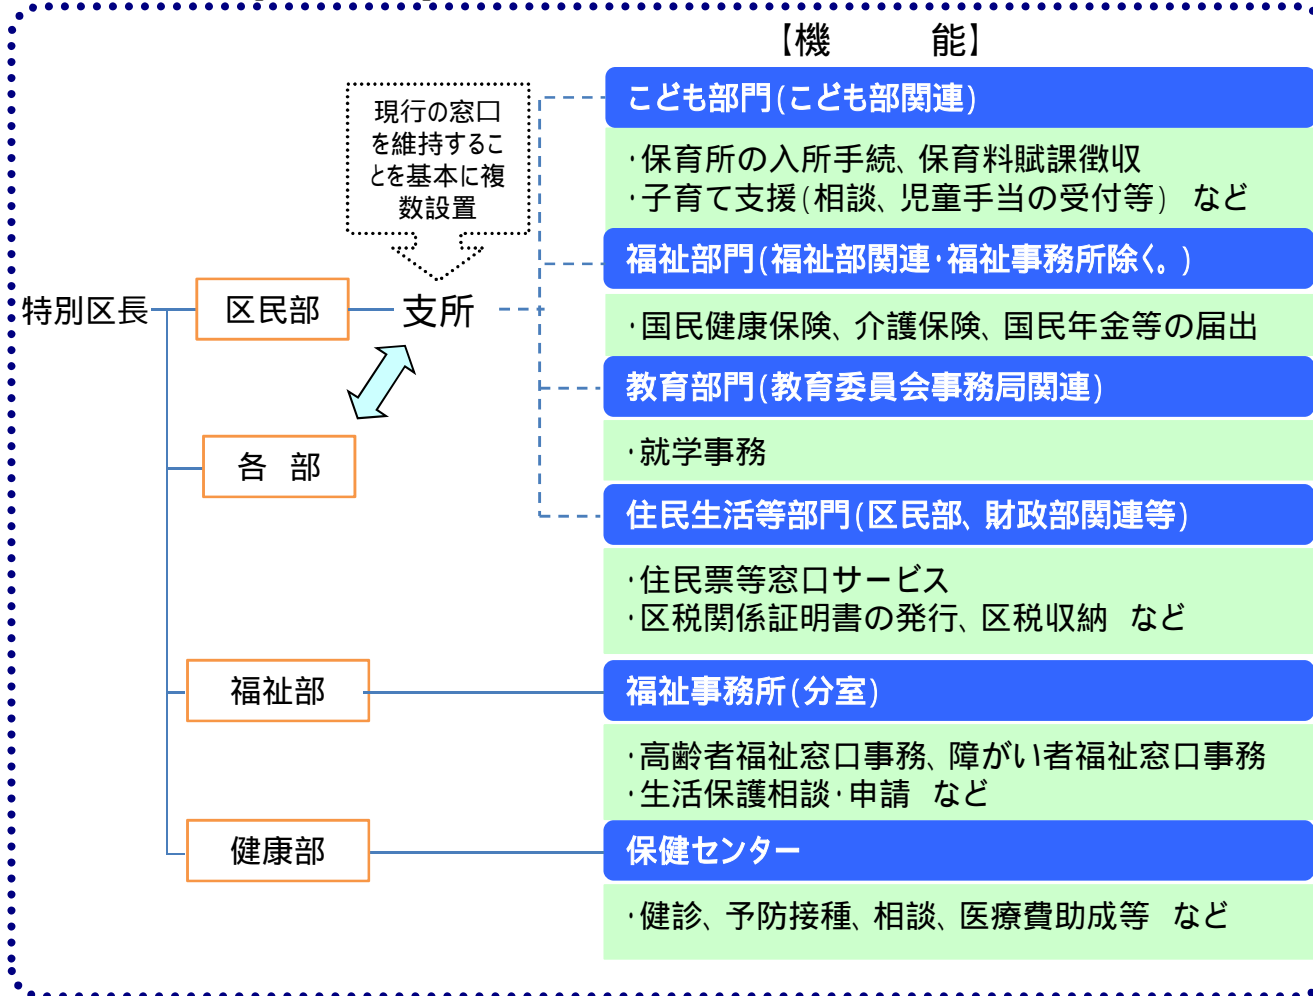 【機　能】
現行の窓口
を維持するこ
とを基本に複
数設置
特別区長
区民部
支所
各 部
福祉部
健康部
こども部門(こども部関連)
・保育所の入所手続、保育料賦課徴収
・子育て支援(相談、児童手当の受付等) など
福祉部門(福祉部関連・福祉事務所除く。)
・国民健康保険、介護保険、国民年金等の届出
教育部門(教育委員会事務局関連)
・就学事務
住民生活等部門(区民部、財政部関連等)
・住民票等窓口サービス
・区税関係証明書の発行、区税収納 など
福祉事務所(分室)
・高齢者福祉窓口事務、障がい者福祉窓口事務
・生活保護相談・申請 など
保健センター
・健診、予防接種、相談、医療費助成等 など